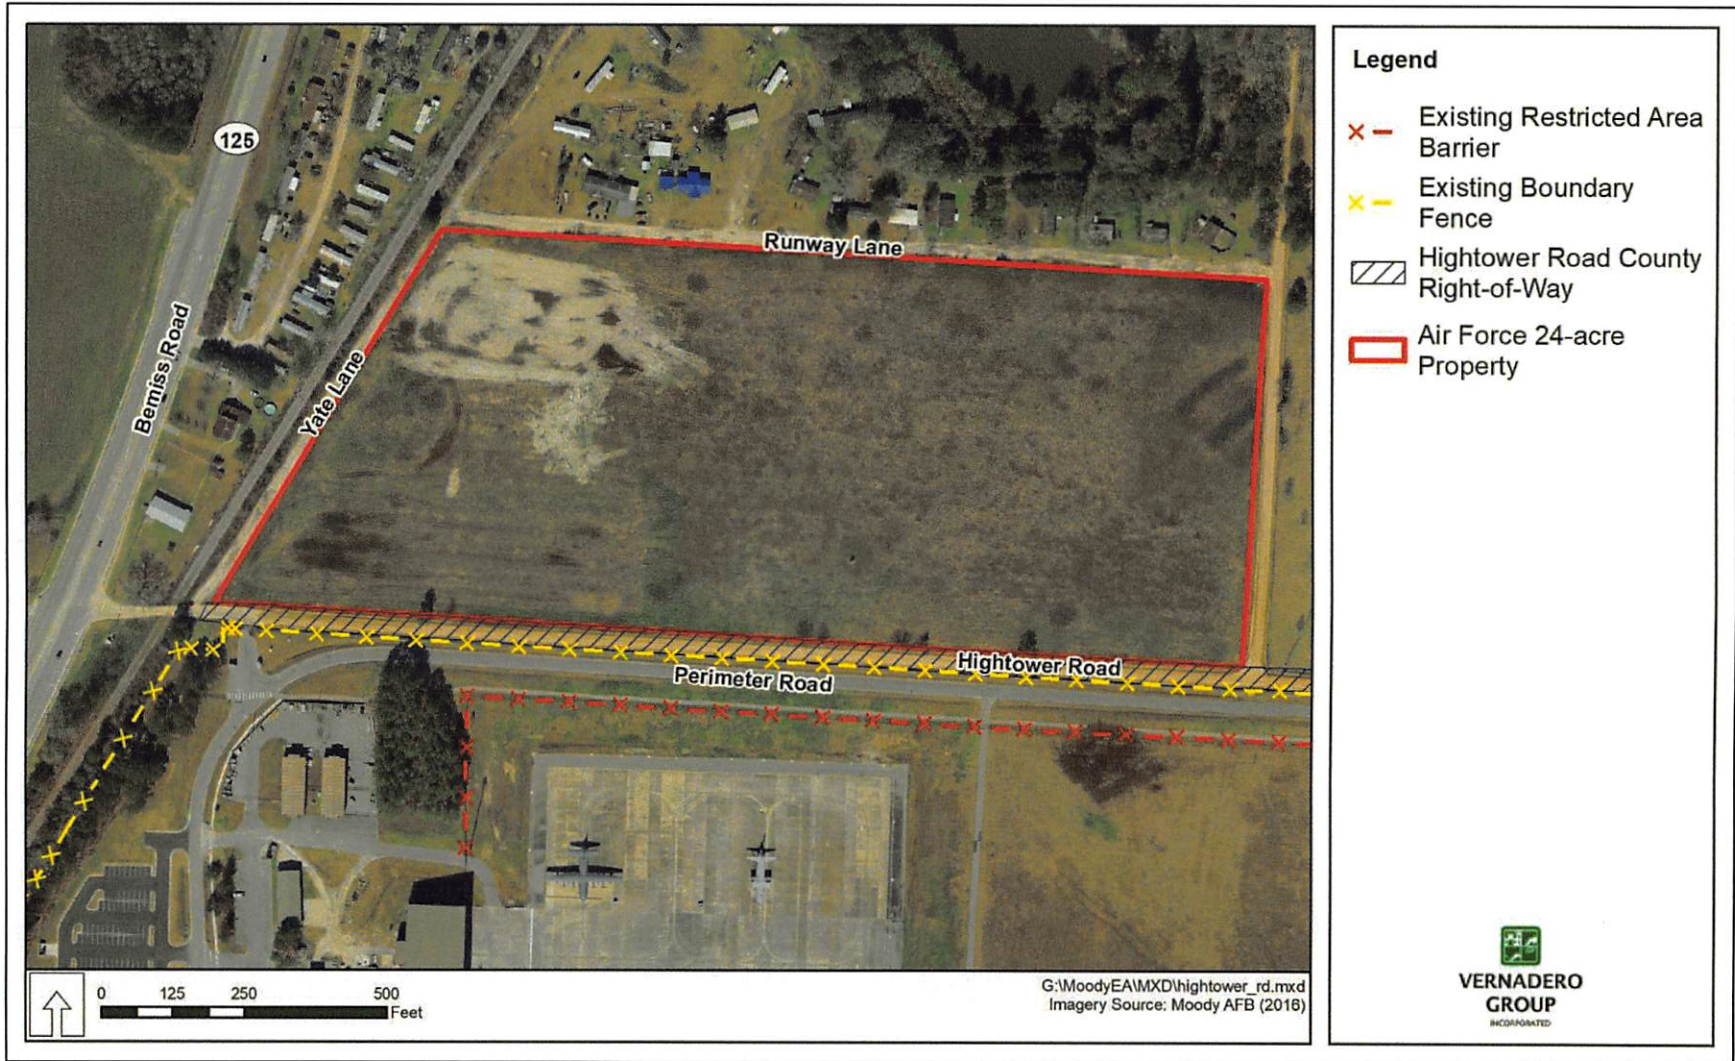 125
Runway Lane
Bemiss Road
Yate Lane
Hightower Road
Perimeter Road
0 125 250 500
Feet
G:\MoodyEA\MXD\hightower_rd.mxd
Imagery Source: Moody AFB (2016)
Legend
Existing Restricted Area
Barrier
Existing Boundary
Fence
Hightower Road County
Right-of-Way
Air Force 24-acre
Property
VERNADERO
GROUP
INCORPORATED